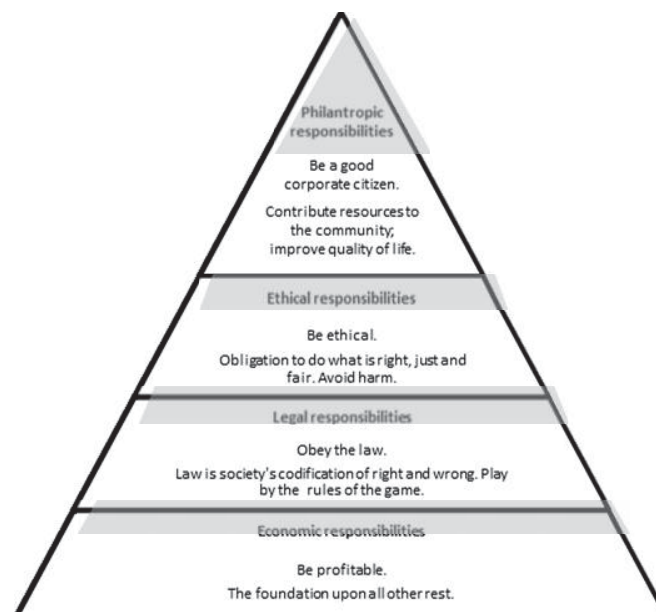 Philantropic
responsibilities
Be a good
corporate citizen.
Contribute resources to
the community;
improve quality of life.
Ethical responsibilities
Be ethical.
Obligation to do what is right, just and
fair. Avoid harm.
Legal responsibilities
Obey the law.
Law is society's codification of right and wrong. Play
by the rules of the game.
Economic responsibilities
Be profitable.
The foundation upon all other rest.